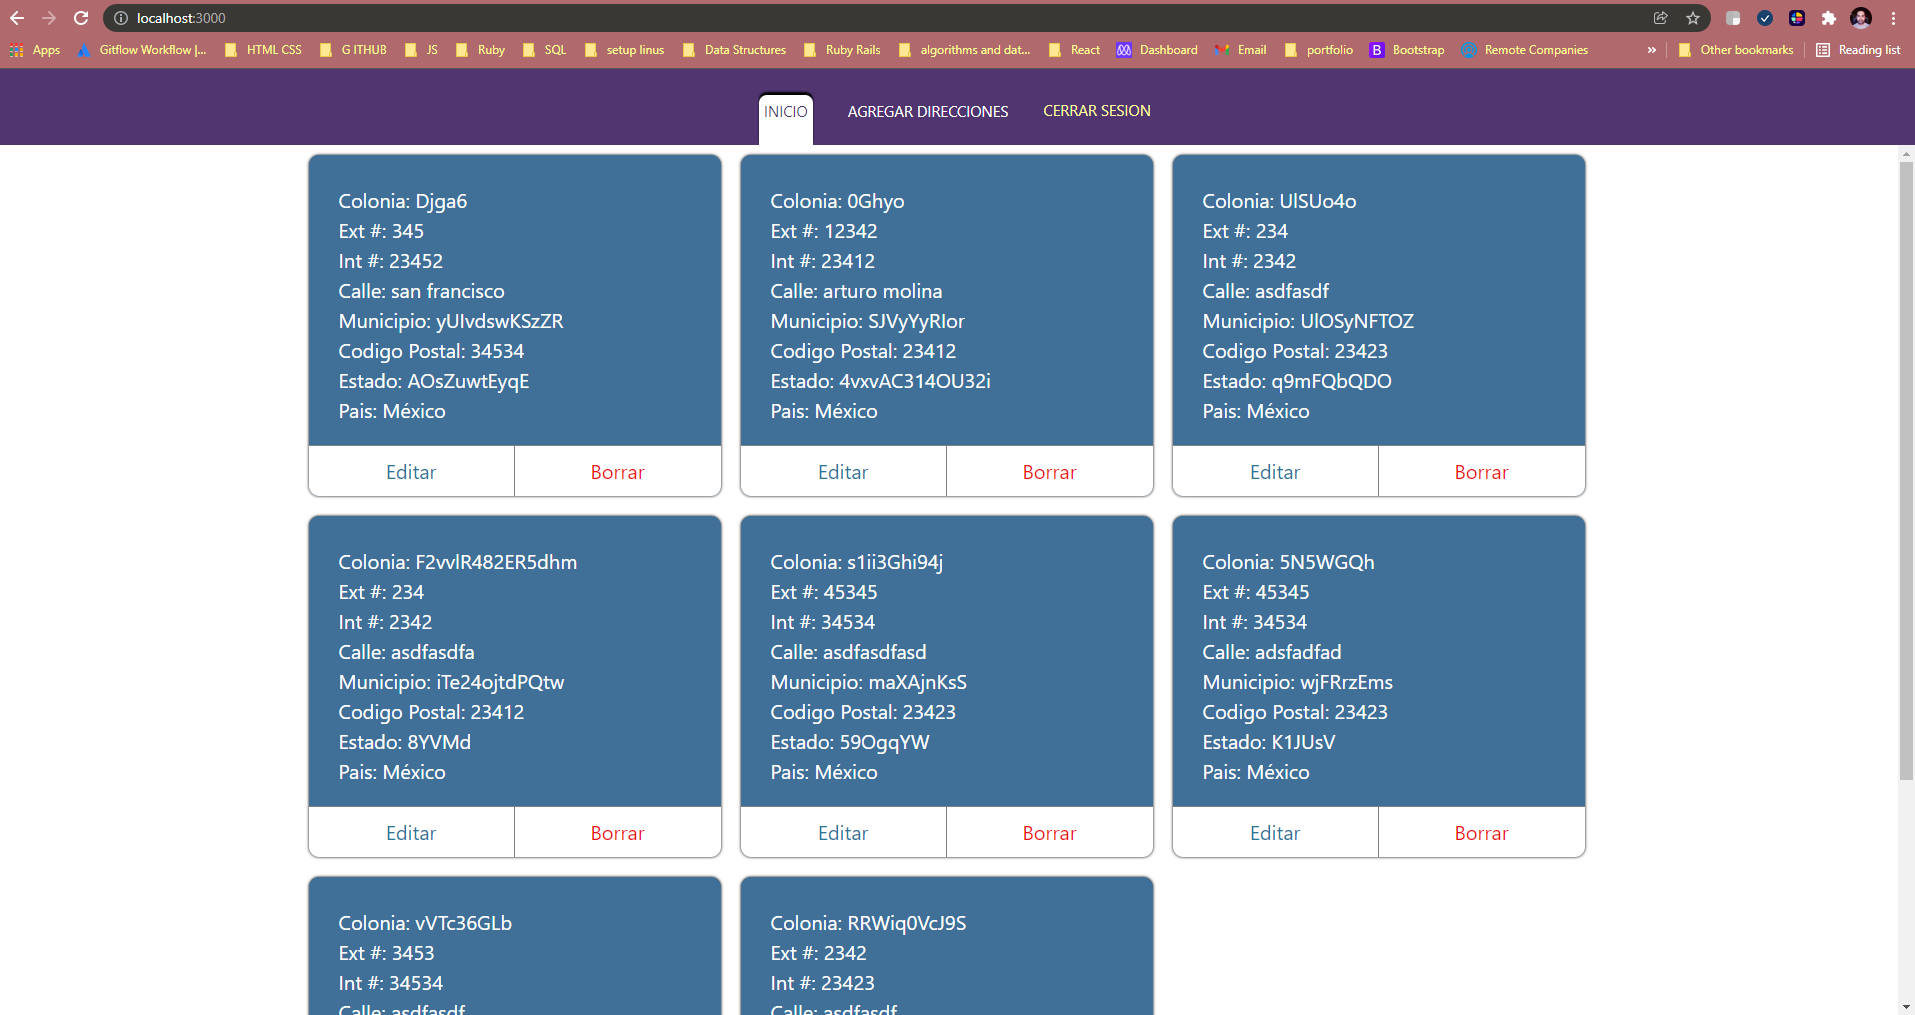 localhost:3000
Apps Gitflow Workflow |... HTML CSS G ITHUB JS Ruby SQL setup linus Data Structures Ruby Rails algorithms and dat... React Dashboard Email portfolio B Bootstrap Remote Companies » Other bookmarks Reading list
INICIO AGREGAR DIRECCIONES CERRAR SESION
Colonia: Djga6
Ext #: 345
Int #: 23452
Calle: san francisco
Municipio: yUIvdswKSzZR
Codigo Postal: 34534
Estado: AOsZuwtEyqE
Pais: México
Editar Borrar
Colonia: 0Ghyo
Ext #: 12342
Int #: 23412
Calle: arturo molina
Municipio: SJVyYyRIor
Codigo Postal: 23412
Estado: 4vxvAC314OU32i
Pais: México
Editar Borrar
Colonia: UlSUo4o
Ext #: 234
Int #: 2342
Calle: asdfasdf
Municipio: UlOSyNFTOZ
Codigo Postal: 23423
Estado: q9mFQbQDO
Pais: México
Editar Borrar
Colonia: F2vvlR482ER5dhm
Ext #: 234
Int #: 2342
Calle: asdfasdfa
Municipio: iTe24ojtdPQtw
Codigo Postal: 23412
Estado: 8YVMd
Pais: México
Editar Borrar
Colonia: s1ii3Ghi94j
Ext #: 45345
Int #: 34534
Calle: asdfasdfasd
Municipio: maXAjnKsS
Codigo Postal: 23423
Estado: 59OgqYW
Pais: México
Editar Borrar
Colonia: 5N5WGQh
Ext #: 45345
Int #: 34534
Calle: adsfadfad
Municipio: wjFRrzEms
Codigo Postal: 23423
Estado: K1JUsV
Pais: México
Editar Borrar
Colonia: vVTc36GLb
Ext #: 3453
Int #: 34534
Calle: asdfasdf
Colonia: RRWiq0VcJ9S
Ext #: 2342
Int #: 23423
Calle: asdfasdf